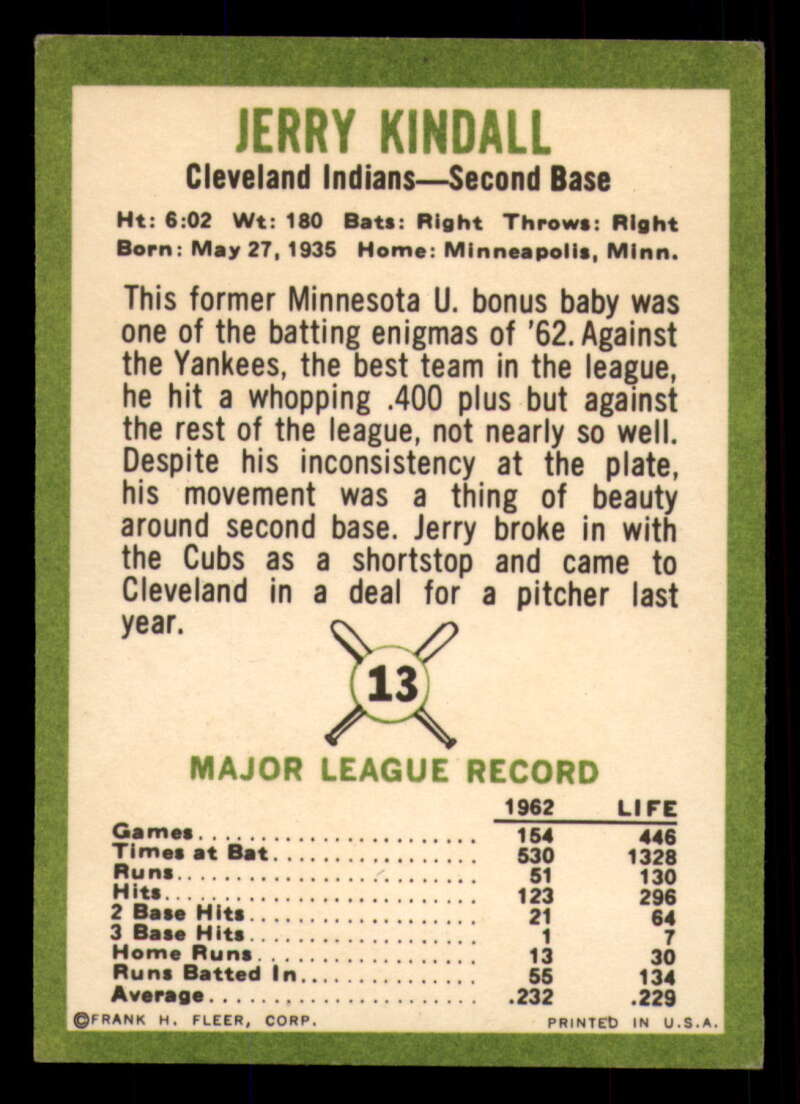 JERRY KINDALL
Cleveland Indians—Second Base
Ht: 6:02 Wt: 180 Bats: Right Throws: Right
Born: May 27, 1935 Home: Minneapolis, Minn.
This former Minnesota U. bonus baby was
one of the batting enigmas of '62. Against
the Yankees, the best team in the league,
he hit a whopping .400 plus but against
the rest of the league, not nearly so well.
Despite his inconsistency at the plate,
his movement was a thing of beauty
around second base. Jerry broke in with
the Cubs as a shortstop and came to
Cleveland in a deal for a pitcher last
year.
13
MAJOR LEAGUE RECORD
1962 LIFE
Games........................ 154 446
Times at Bat................. 530 1328
Runs......................... 51 130
Hits.......................... 123 296
2 Base Hits................... 21 64
3 Base Hits................... 1 7
Home Runs.................. 13 30
Runs Batted In............... 55 134
Average...................... .232 .229
©FRANK H. FLEER, CORP. PRINTED IN U.S.A.